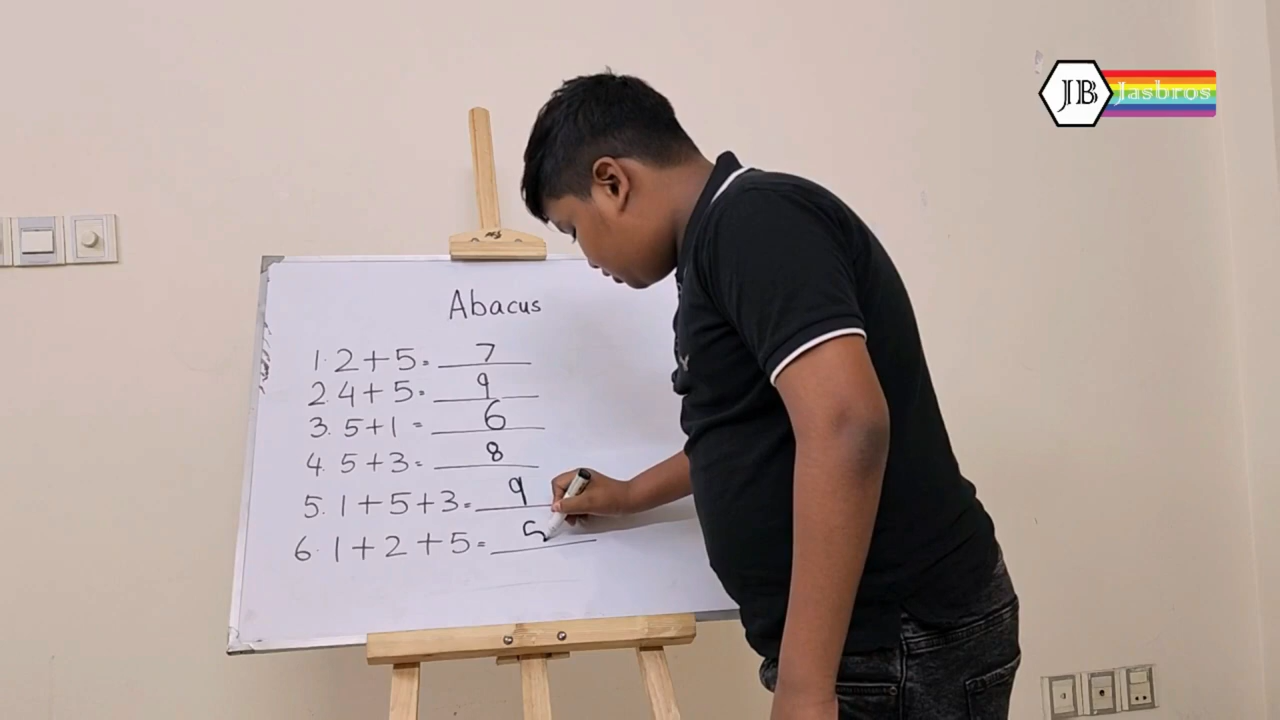 JB Jasbros
Abacus
1. 2+5= 7
2. 4+5= 9
3. 5+1 = 6
4. 5+3= 8
5. 1+5+3= 9
6. 1+2+5=